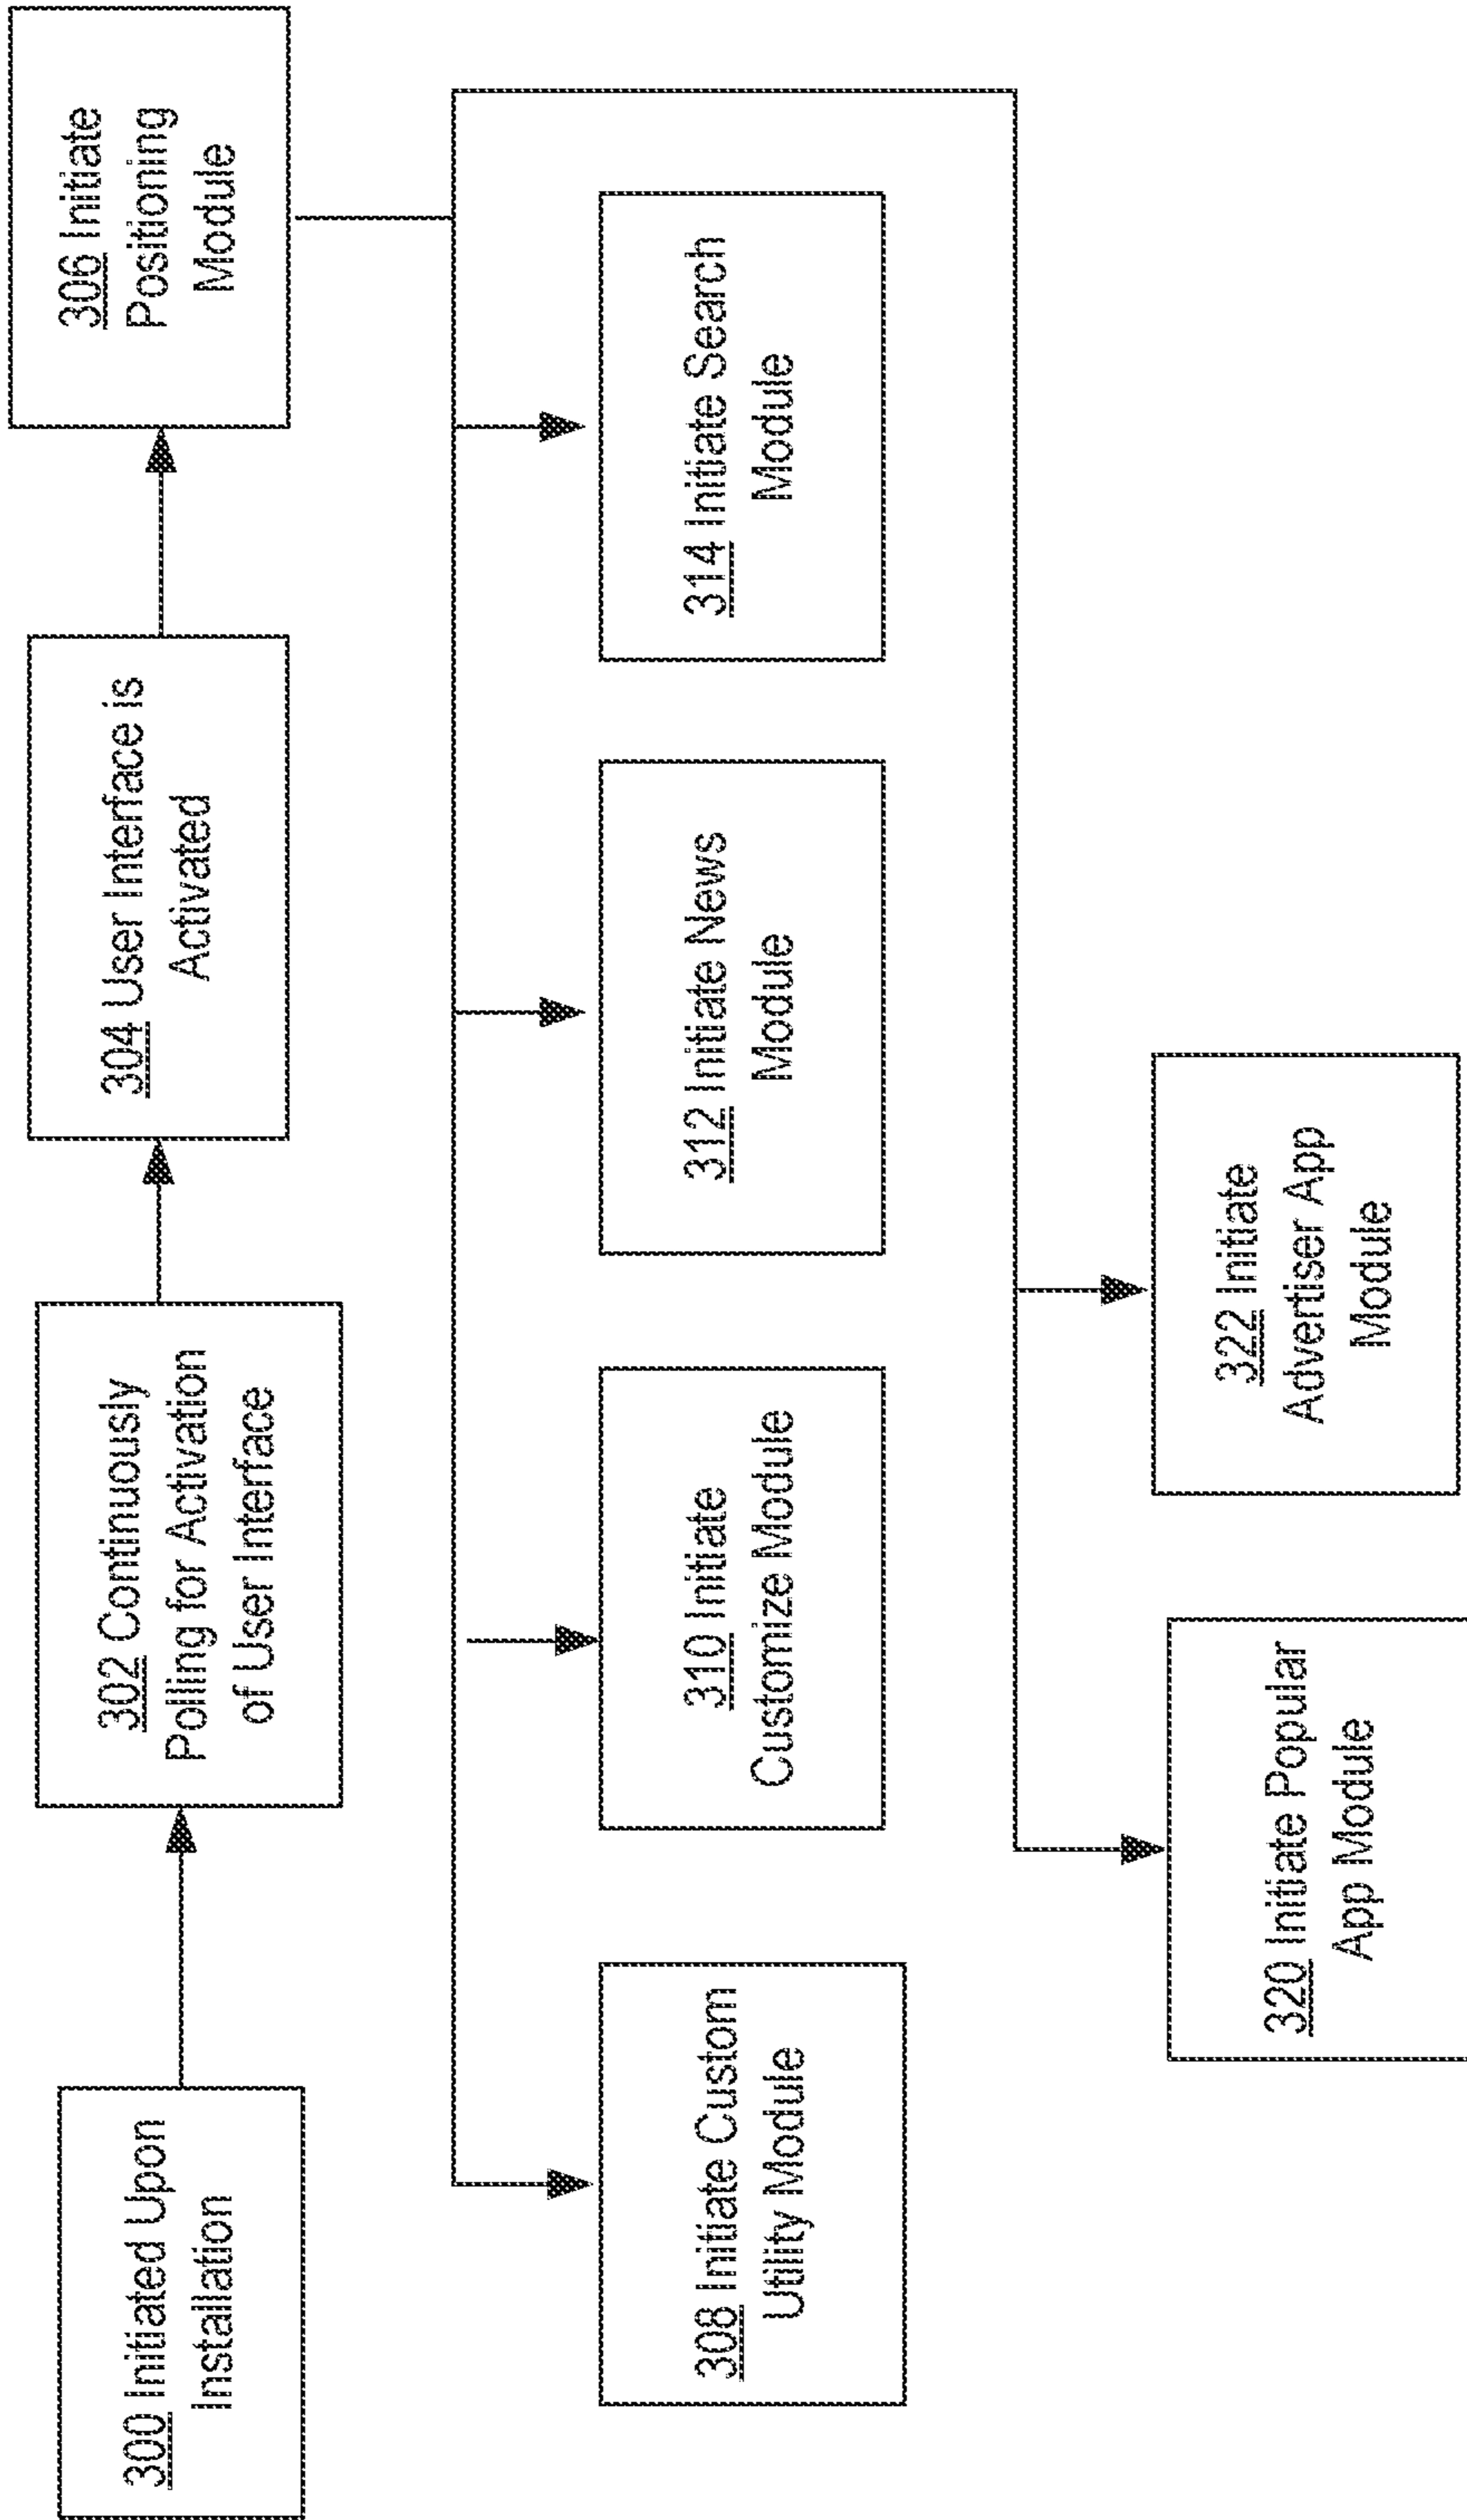 300 Initiated Upon
Installation
302 Continuously
Polling for Activation
of User Interface
304 User Interface is
Activated
306 Initiate
Positioning
Module
308 Initiate Custom
Utility Module
310 Initiate
Customize Module
312 Initiate News
Module
314 Initiate Search
Module
320 Initiate Popular
App Module
322 Initiate
Advertiser App
Module